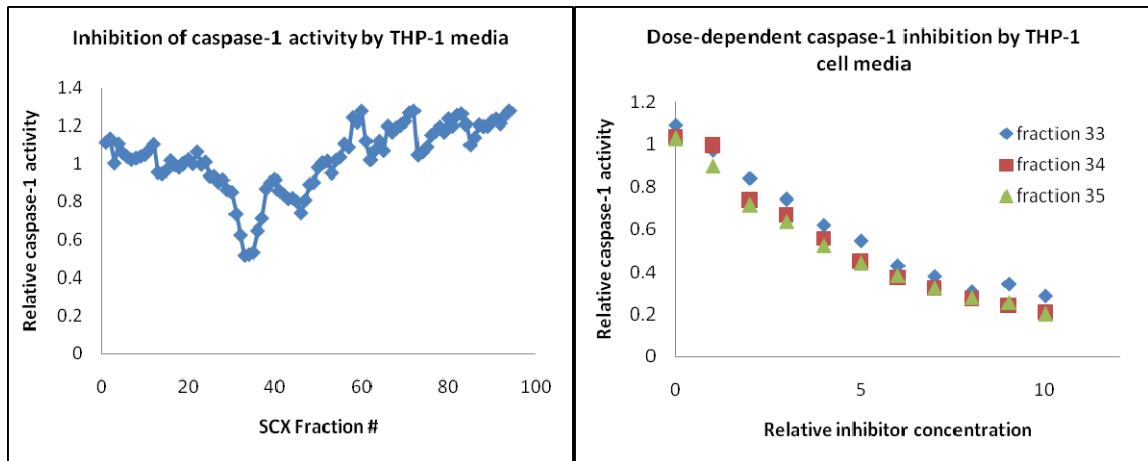 Inhibition of caspase-1 activity by THP-1 media
Relative caspase-1 activity
1.4
1.2
1
0.8
0.6
0.4
0.2
0
0
20
40
60
80
100
SCX Fraction #
Dose-dependent caspase-1 inhibition by THP-1
cell media
Relative caspase-1 activity
1.2
1
0.8
0.6
0.4
0.2
0
0
5
10
fraction 33
fraction 34
fraction 35
Relative inhibitor concentration